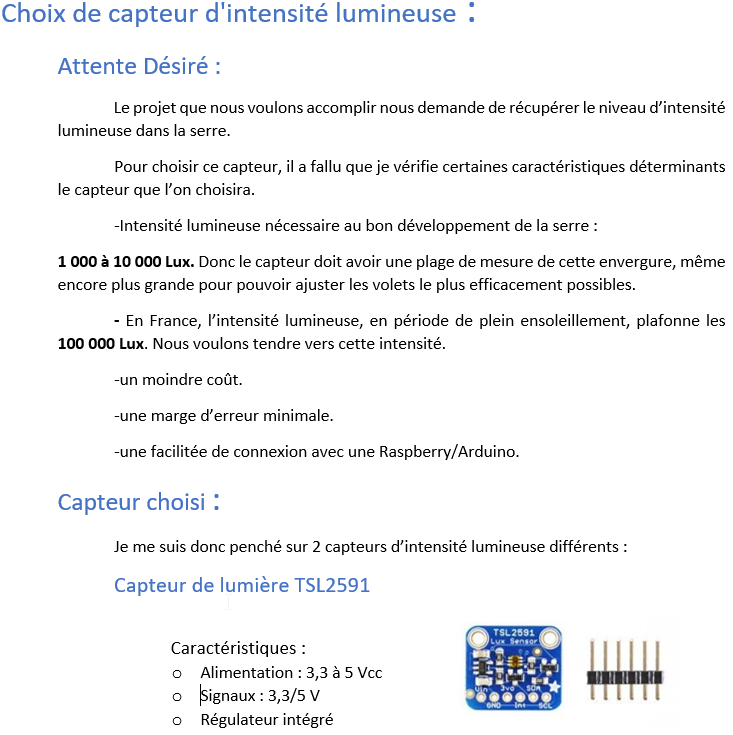 Choix de capteur d'intensité lumineuse :
Attente Désiré :
Le projet que nous voulons accomplir nous demande de récupérer le niveau d’intensité
lumineuse dans la serre.
Pour choisir ce capteur, il a fallu que je vérifie certaines caractéristiques déterminants
le capteur que l’on choisira.
-Intensité lumineuse nécessaire au bon développement de la serre :
1 000 à 10 000 Lux. Donc le capteur doit avoir une plage de mesure de cette envergure, même
encore plus grande pour pouvoir ajuster les volets le plus efficacement possibles.
- En France, l’intensité lumineuse, en période de plein ensoleillement, plafonne les
100 000 Lux. Nous voulons tendre vers cette intensité.
-un moindre coût.
-une marge d’erreur minimale.
-une facilitée de connexion avec une Raspberry/Arduino.
Capteur choisi :
Je me suis donc penché sur 2 capteurs d’intensité lumineuse différents :
Capteur de lumière TSL2591
Caractéristiques :
o Alimentation : 3,3 à 5 Vcc
o Signaux : 3,3/5 V
o Régulateur intégré
TSL2591
Lux Sensor
Vin 3vo SDA
GND Int SCL